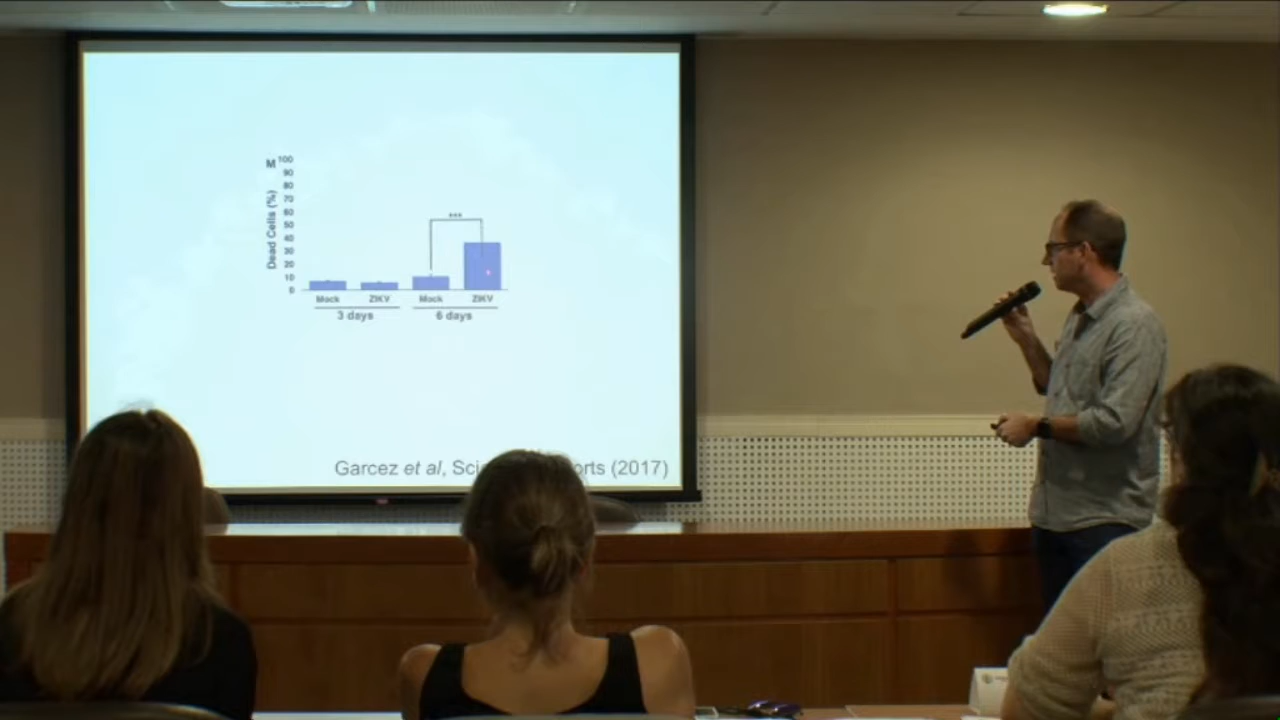 M
100
90
80
70
60
50
40
30
20
10
0
Dead Cells (%)
***
Mock ZIKV Mock ZIKV
3 days 6 days
Garcez et al, Sci orts (2017)